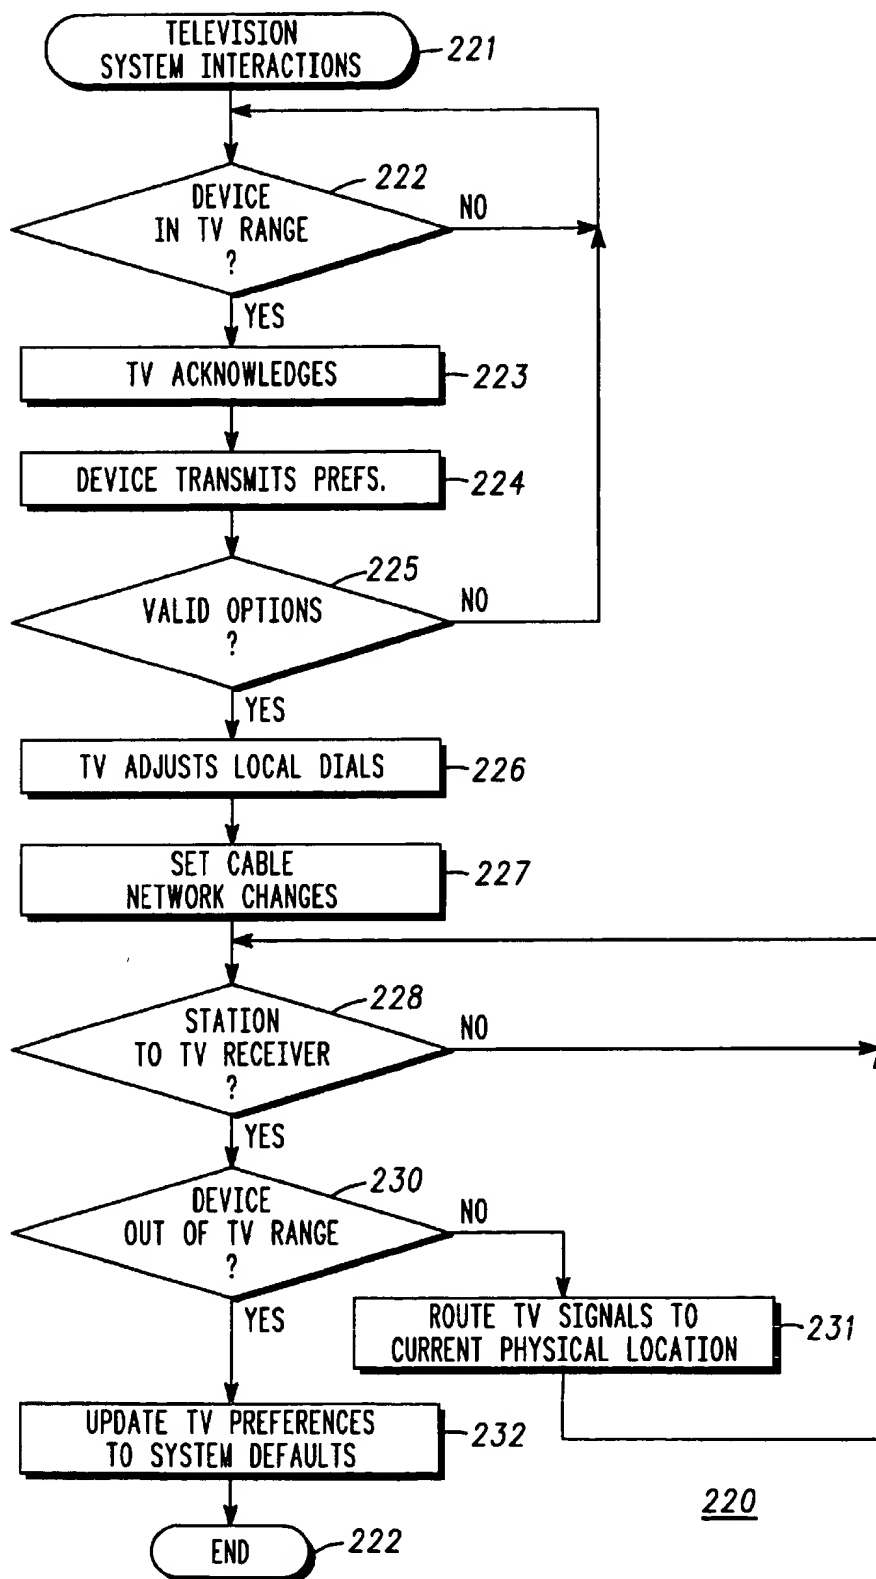 TELEVISION
SYSTEM INTERACTIONS
221
DEVICE
IN TV RANGE
?
222
NO
YES
TV ACKNOWLEDGES
223
DEVICE TRANSMITS PREFS.
224
225
VALID OPTIONS
?
NO
YES
TV ADJUSTS LOCAL DIALS
226
SET CABLE
NETWORK CHANGES
227
228
STATION
TO TV RECEIVER
?
NO
YES
230
DEVICE
OUT OF TV RANGE
?
NO
YES
ROUTE TV SIGNALS TO
CURRENT PHYSICAL LOCATION
231
UPDATE TV PREFERENCES
TO SYSTEM DEFAULTS
232
220
END
222